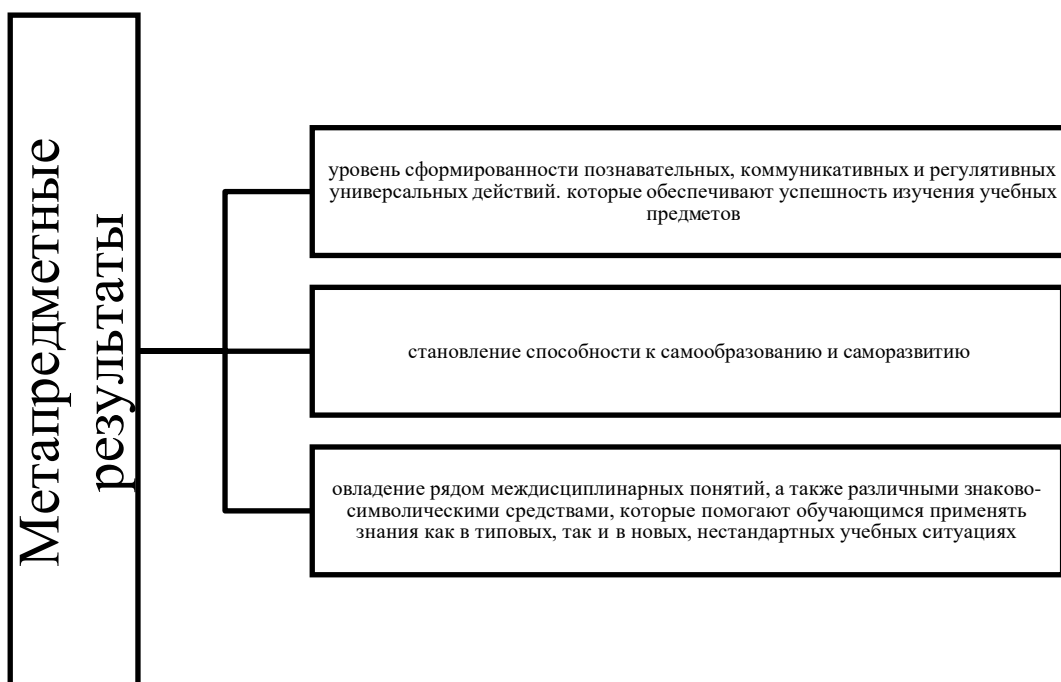 Метапредметные
результаты
уровень сформированности познавательных, коммуникативных и регулятивных
универсальных действий. которые обеспечивают успешность изучения учебных
предметов
становление способности к самообразованию и саморазвитию
овладение рядом междисциплинарных понятий, а также различными знаково-
символическими средствами, которые помогают обучающимся применять
знания как в типовых, так и в новых, нестандартных учебных ситуациях